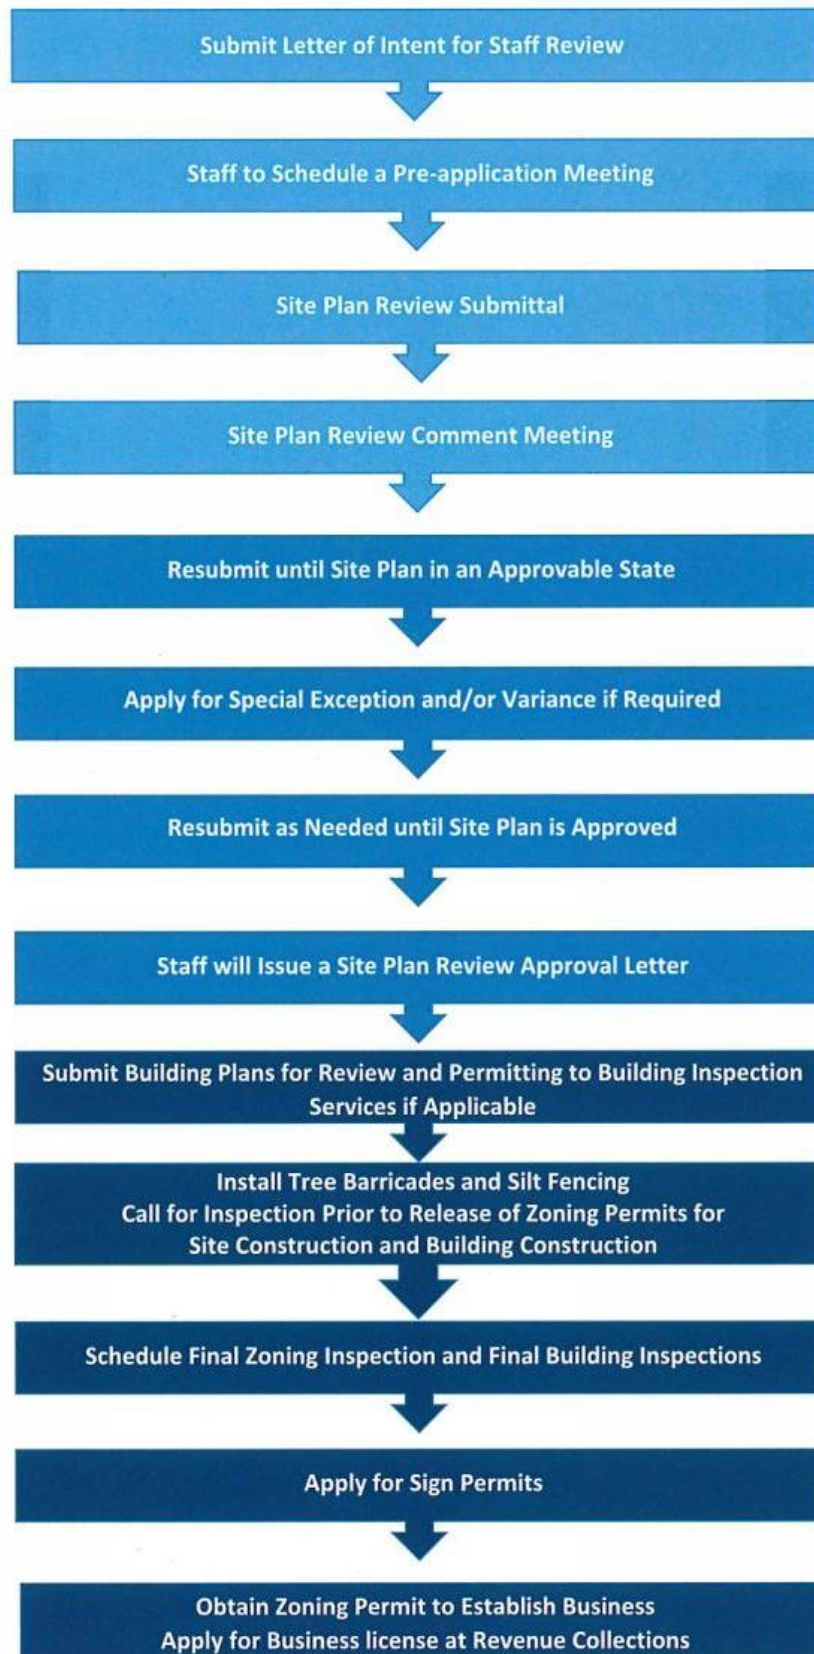 Submit Letter of Intent for Staff Review
Staff to Schedule a Pre-application Meeting
Site Plan Review Submittal
Site Plan Review Comment Meeting
Resubmit until Site Plan in an Approvable State
Apply for Special Exception and/or Variance if Required
Resubmit as Needed until Site Plan is Approved
Staff will Issue a Site Plan Review Approval Letter
Submit Building Plans for Review and Permitting to Building Inspection
Services if Applicable
Install Tree Barricades and Silt Fencing
Call for Inspection Prior to Release of Zoning Permits for
Site Construction and Building Construction
Schedule Final Zoning Inspection and Final Building Inspections
Apply for Sign Permits
Obtain Zoning Permit to Establish Business
Apply for Business license at Revenue Collections